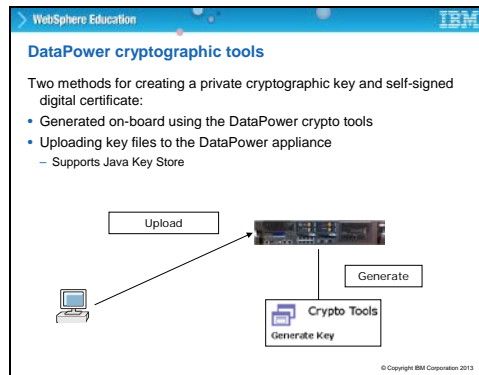 WebSphere Education
IBM
DataPower cryptographic tools
Two methods for creating a private cryptographic key and self-signed
digital certificate:
• Generated on-board using the DataPower crypto tools
• Uploading key files to the DataPower appliance
– Supports Java Key Store
Upload
Generate
Crypto Tools
Generate Key
© Copyright IBM Corporation 2013